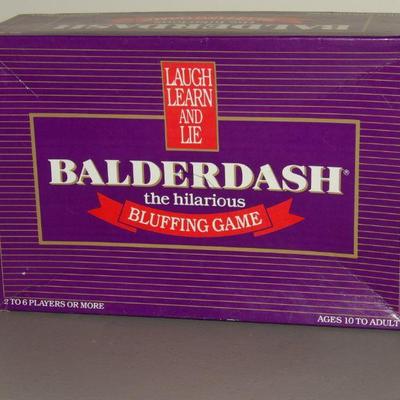 BALDERDASH
LAUGH
LEARN
AND
LIE
BALDERDASH®
the hilarious
BLUFFING GAME
2 TO 6 PLAYERS OR MORE
AGES 10 TO ADULT